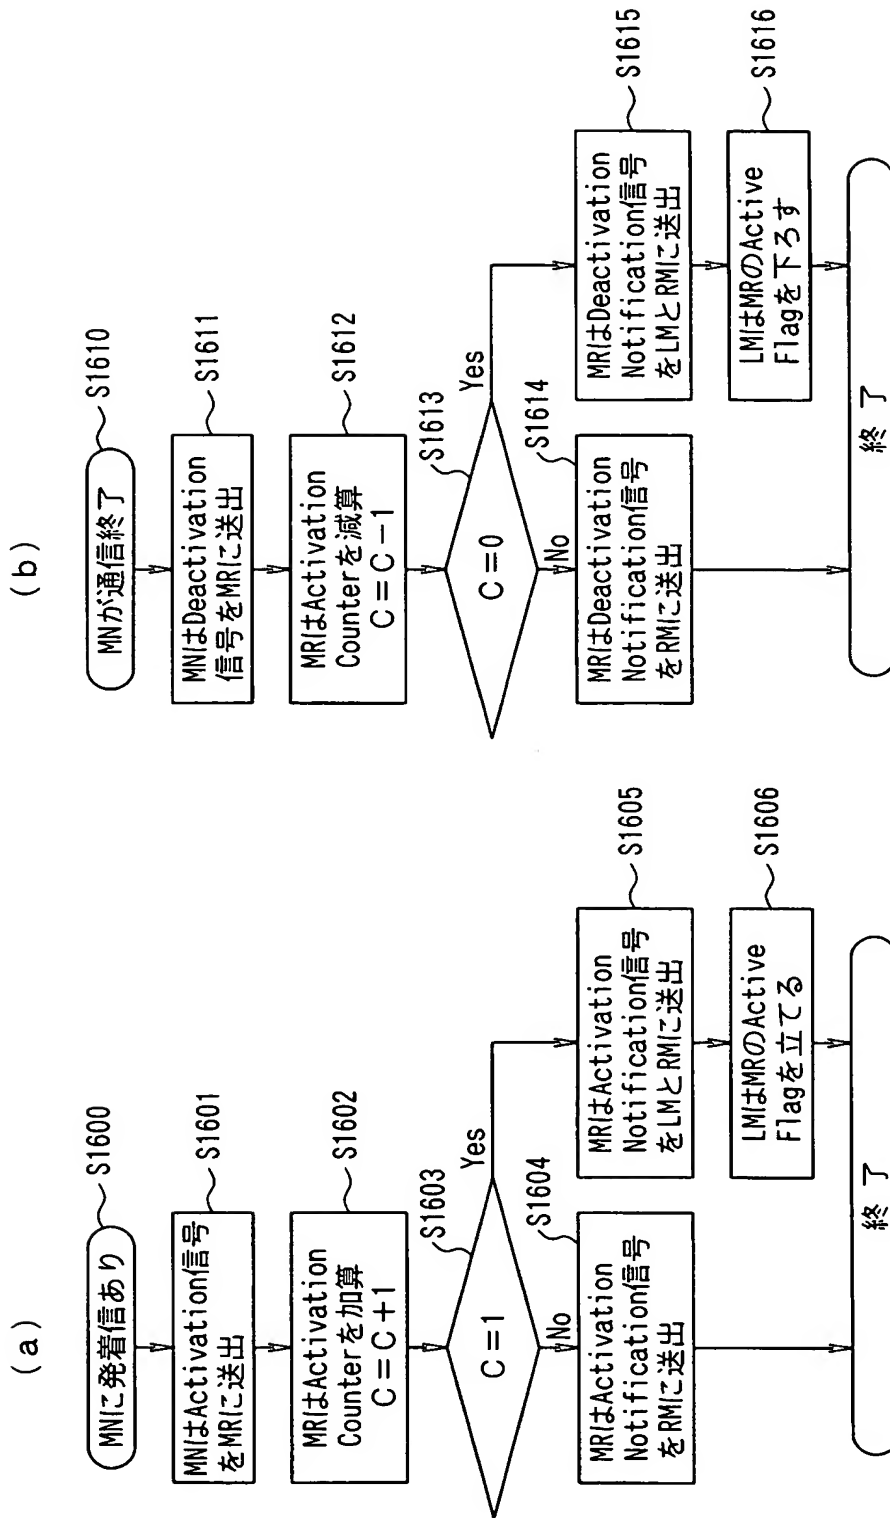 (a)
MNに発着信あり
S1600
MNはActivation信号
をMRに送出
S1601
MRはActivation
Counterを加算
C=C+1
S1602
C=1
S1603
Yes
No
MRはActivation
Notification信号
をRMに送出
S1604
MRはActivation
Notification信号
をLMとRMに送出
S1605
LMはMRのActive
Flagを立てる
S1606
終了
(b)
MNが通信終了
S1610
MNはDeactivation
信号をMRに送出
S1611
MRはActivation
Counterを減算
C=C-1
S1612
C=0
S1613
Yes
No
MRはDeactivation
Notification信号
をRMに送出
S1614
MRはDeactivation
Notification信号
をLMとRMに送出
S1615
LMはMRのActive
Flagを下ろす
S1616
終了